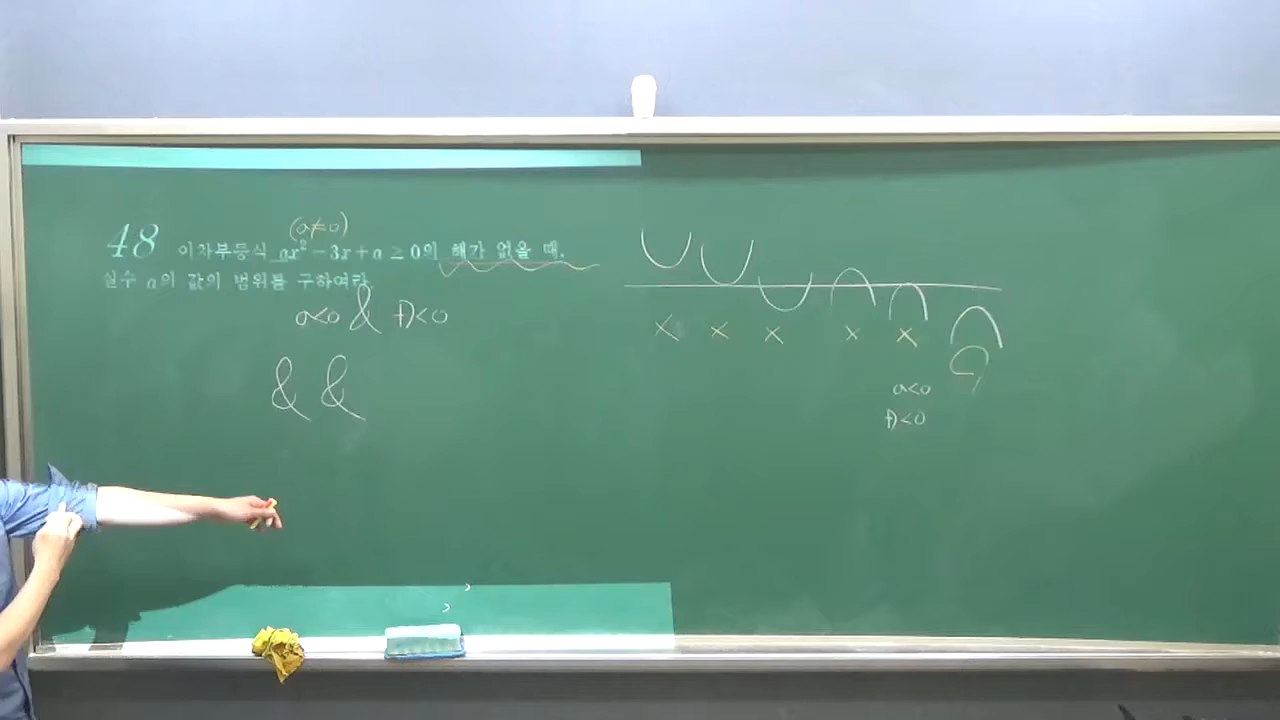 (a≠0)
48 이차부등식 ax² - 3x + a ≥ 0의 해가 없을 때,
실수 a의 값의 범위를 구하여라.
a<0 & D<0
& &
× × × × ×
a<0
D<0